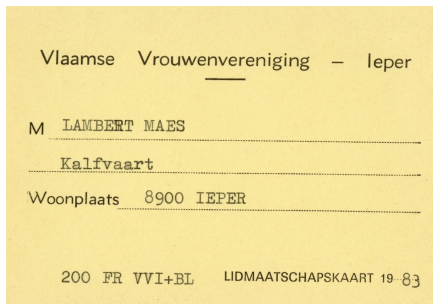 Vlaamse Vrouwenvereniging – Ieper
M LAMBERT MAES
Kalfvaart
Woonplaats 8900 IEPER
200 FR VVI+BL LIDMAATSCHAPSKAART 19 83